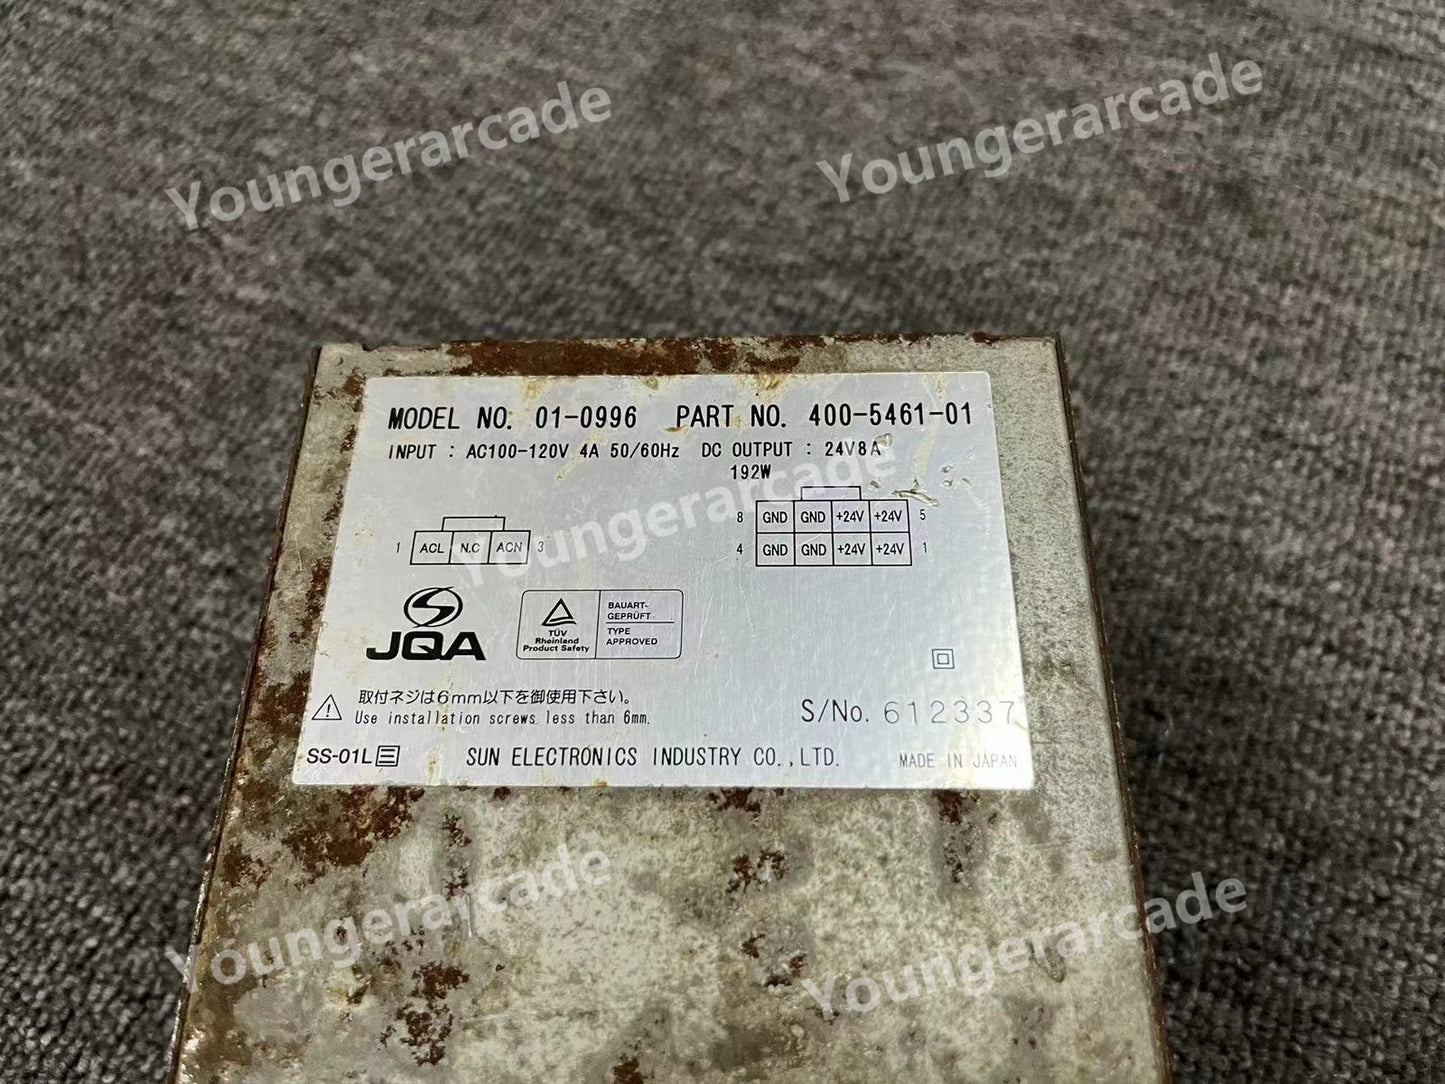 Youngerarcade
Youngerarcade
MODEL NO. 01-0996 PART NO. 400-5461-01
INPUT : AC100-120V 4A 50/60Hz DC OUTPUT : 24V8A
192W
Youngerarcade
8 GND GND +24V +24V 5
1 ACL N.C ACN 3
4 GND GND +24V +24V 1
JQA
TÜV
Rheinland
Product Safety
BAUART-
GEPRÜFT
TYPE
APPROVED
取付ネジは6mm以下を御使用下さい。
Use installation screws less than 6mm.
S/No. 612337
SS-01L
SUN ELECTRONICS INDUSTRY CO.,LTD.
MADE IN JAPAN
Youngerarcade
Youngerarcade